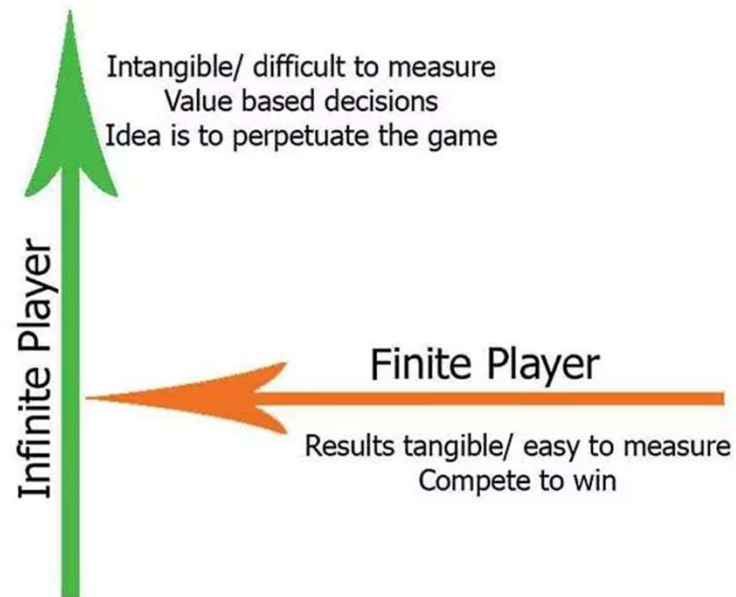 Intangible/ difficult to measure
Value based decisions
Idea is to perpetuate the game
Infinite Player
Finite Player
Results tangible/ easy to measure
Compete to win